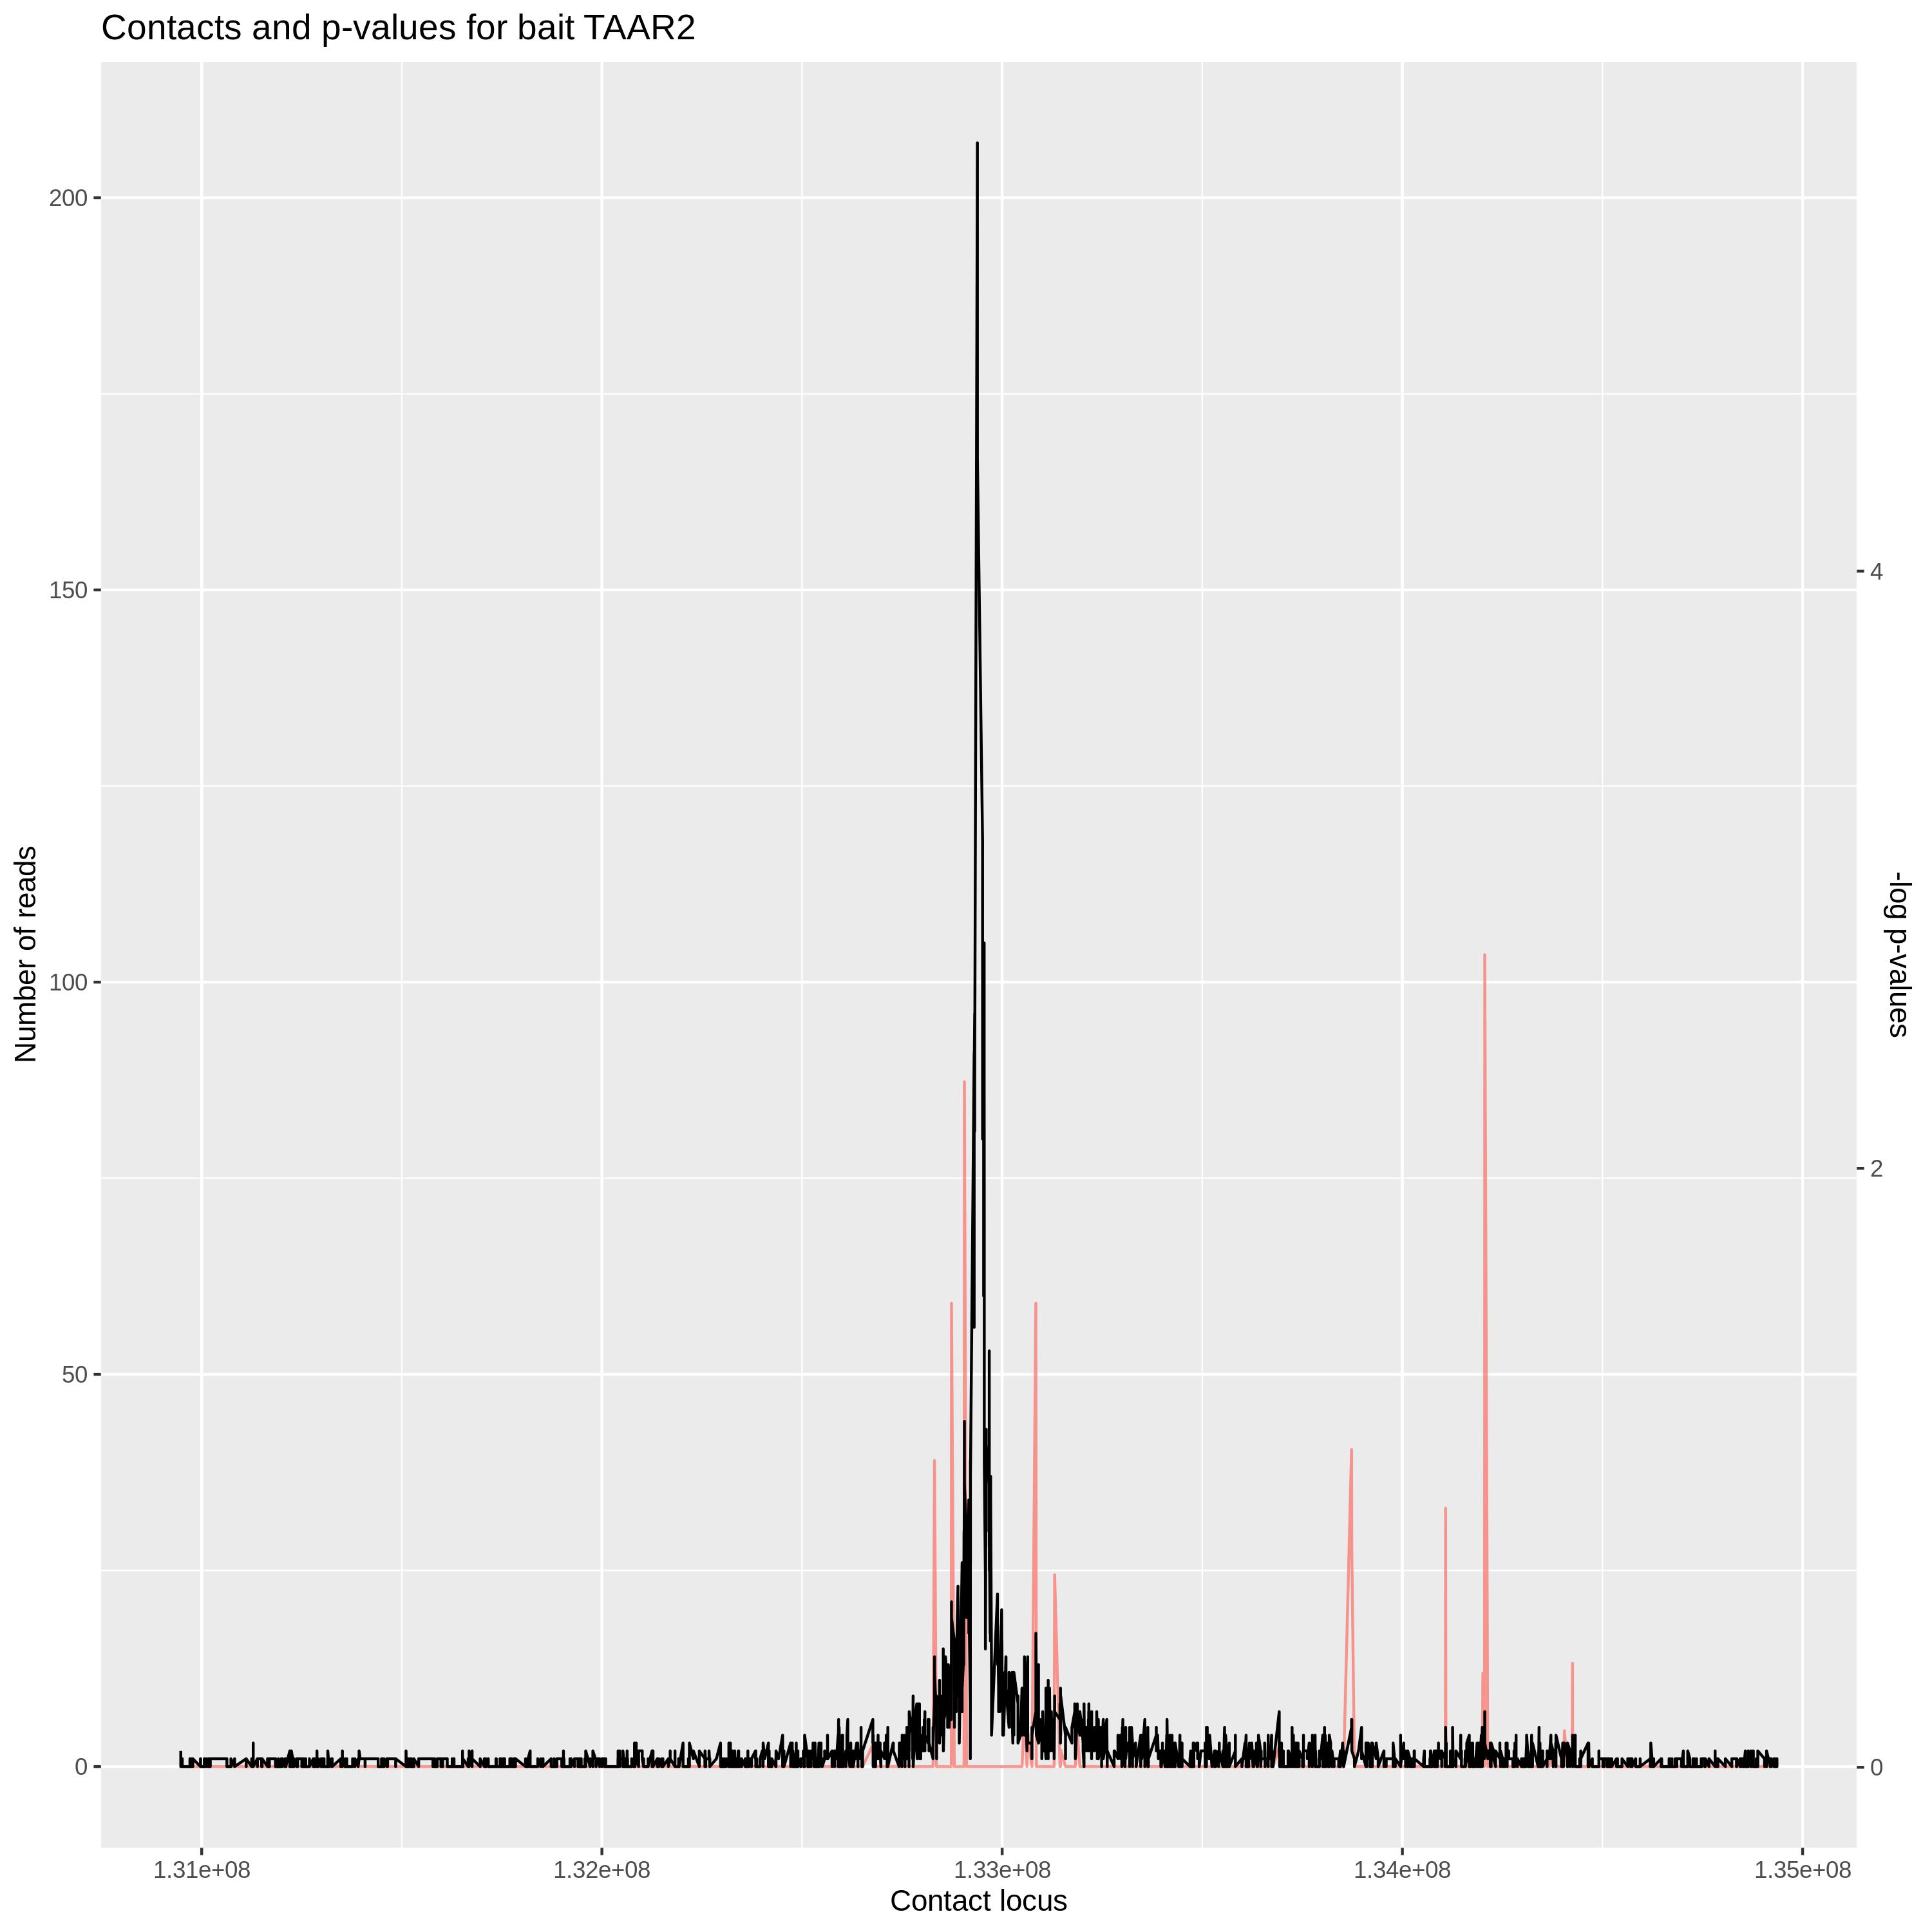 Contacts and p-values for bait TAAR2
200
150
100
50
0
Number of reads
4
2
0
-log p-values
1.31e+08
1.32e+08
1.33e+08
1.34e+08
1.35e+08
Contact locus